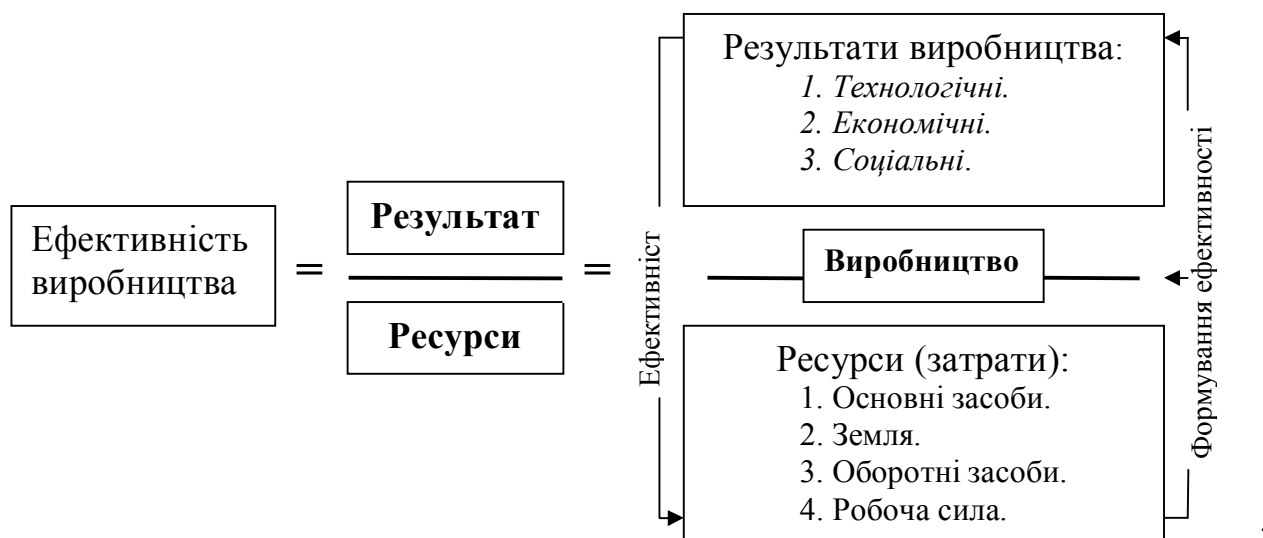 Ефективність
виробництва
=
Результат
Ресурси
=
Ефективніст
Результати виробництва:
1. Технологічні.
2. Економічні.
3. Соціальні.
Виробництво
Ресурси (затрати):
1. Основні засоби.
2. Земля.
3. Оборотні засоби.
4. Робоча сила.
Формування ефективності
.